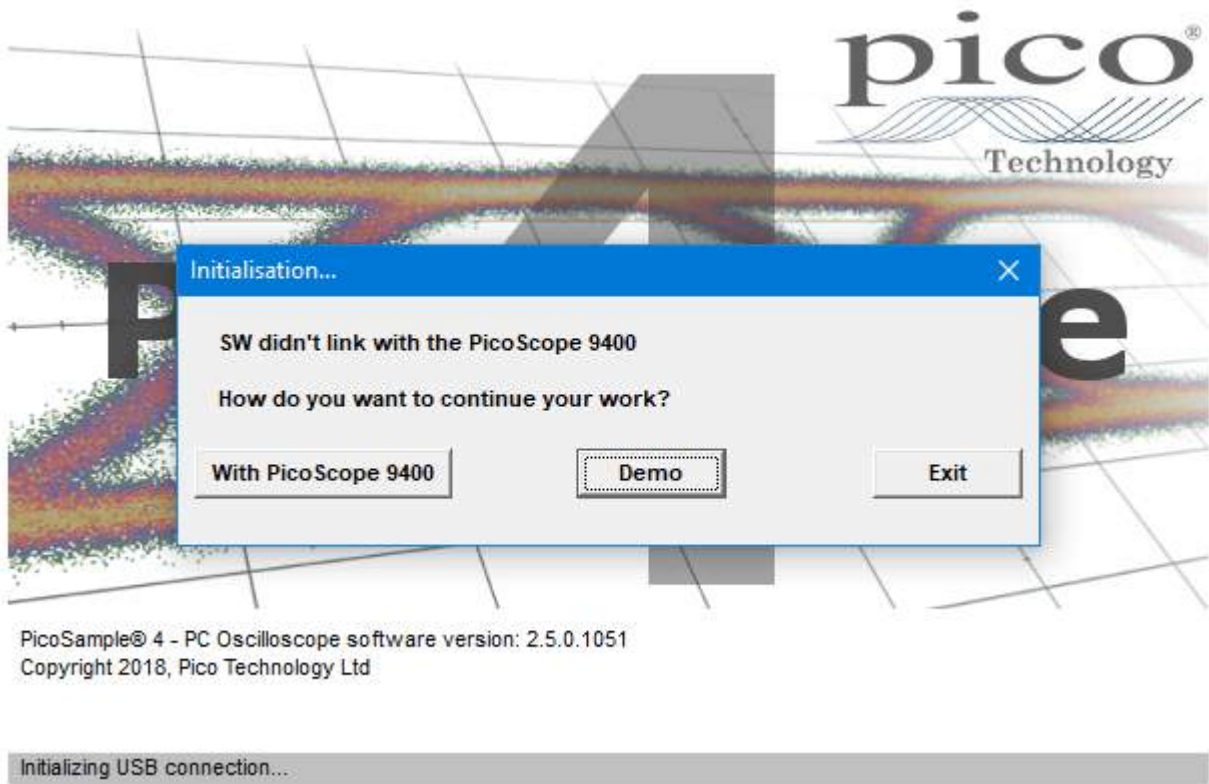 pico®
Technology
4
P e
Initialisation...
SW didn't link with the PicoScope 9400
How do you want to continue your work?
With PicoScope 9400 Demo Exit
PicoSample® 4 - PC Oscilloscope software version: 2.5.0.1051
Copyright 2018, Pico Technology Ltd
Initializing USB connection...